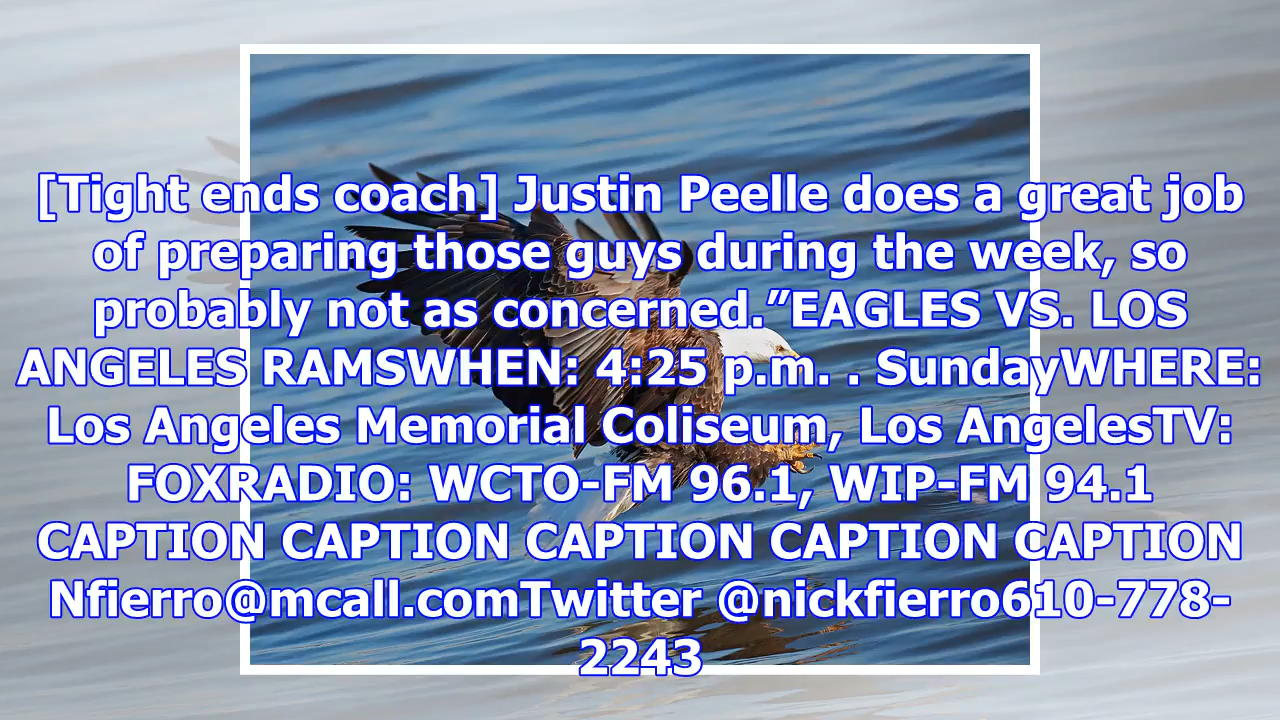 [Tight ends coach] Justin Peelle does a great job
of preparing those guys during the week, so
probably not as concerned.”EAGLES VS. LOS
ANGELES RAMSWHEN: 4:25 p.m. . SundayWHERE:
Los Angeles Memorial Coliseum, Los AngelesTV:
FOXRADIO: WCTO-FM 96.1, WIP-FM 94.1
CAPTION CAPTION CAPTION CAPTION CAPTION
Nfierro@mcall.comTwitter @nickfierro610-778-
2243